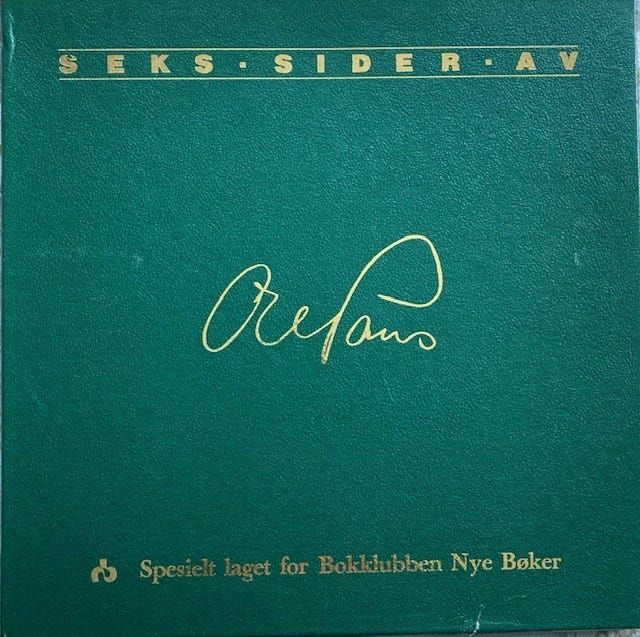 SEKS · SIDER · AV
Ole Paus
Spesielt laget for Bokklubben Nye Bøker